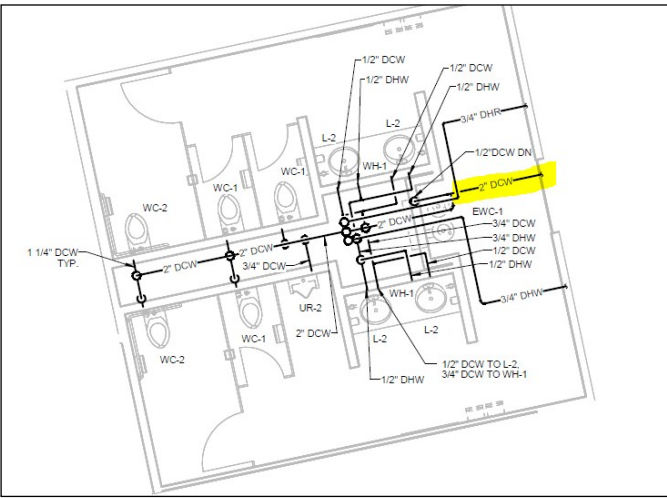 1/2" DCW
1/2" DHW
1/2" DCW
1/2" DHW
3/4" DHR
L-2
L-2
1/2"DCW DN
WH-1
WC-1
2" DCW
WC-1
WC-2
2" DCW
EWC-1
3/4" DCW
3/4" DHW
1/2" DCW
1/2" DHW
1 1/4" DCW
TYP.
2" DCW
2" DCW
3/4" DCW
WH-1
3/4" DHW
UR-2
2" DCW
L-2
L-2
WC-1
WC-2
1/2" DCW TO L-2,
3/4" DCW TO WH-1
1/2" DHW